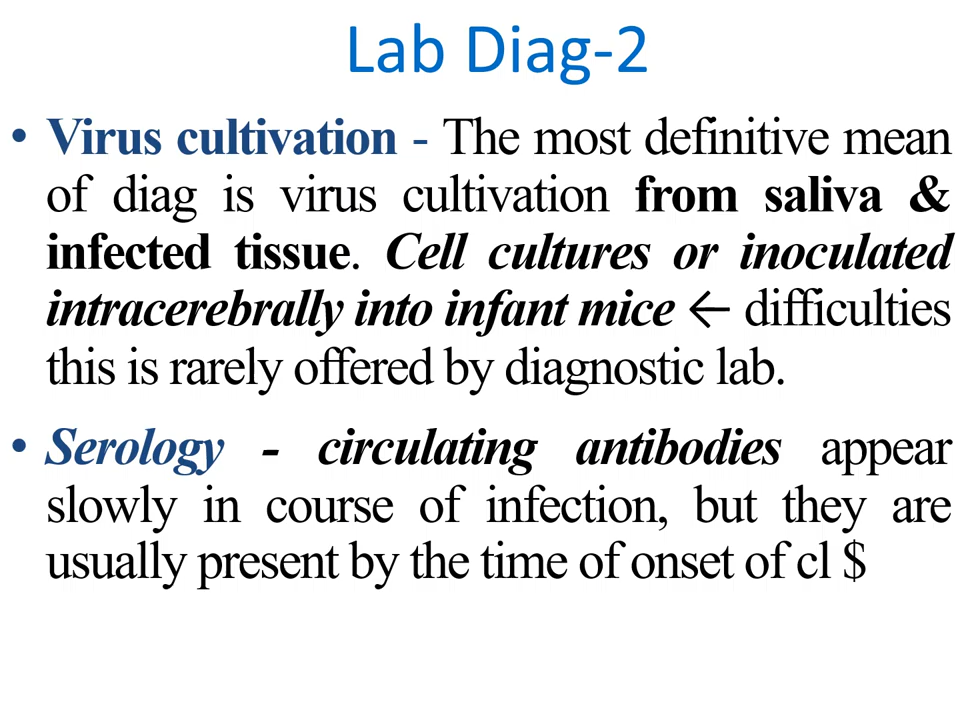 Lab Diag-2
• Virus cultivation - The most definitive mean
of diag is virus cultivation from saliva &
infected tissue. Cell cultures or inoculated
intracerebrally into infant mice ← difficulties
this is rarely offered by diagnostic lab.
• Serology - circulating antibodies appear
slowly in course of infection, but they are
usually present by the time of onset of cl $